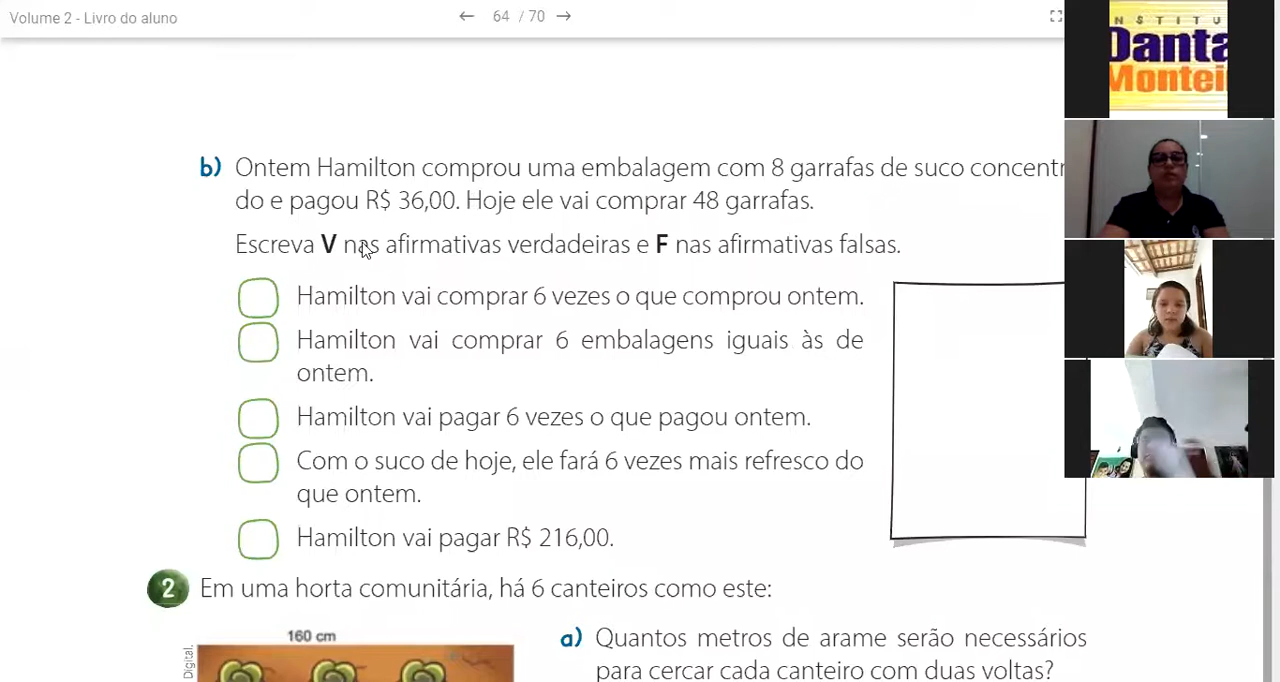 Volume 2 - Livro do aluno
64 / 70
INSTITU
Danta
Montei
b) Ontem Hamilton comprou uma embalagem com 8 garrafas de suco concentr
do e pagou R$ 36,00. Hoje ele vai comprar 48 garrafas.
Escreva V nas afirmativas verdadeiras e F nas afirmativas falsas.
Hamilton vai comprar 6 vezes o que comprou ontem.
Hamilton vai comprar 6 embalagens iguais às de
ontem.
Hamilton vai pagar 6 vezes o que pagou ontem.
Com o suco de hoje, ele fará 6 vezes mais refresco do
que ontem.
Hamilton vai pagar R$ 216,00.
2 Em uma horta comunitária, há 6 canteiros como este:
160 cm
Digital.
a) Quantos metros de arame serão necessários
para cercar cada canteiro com duas voltas?